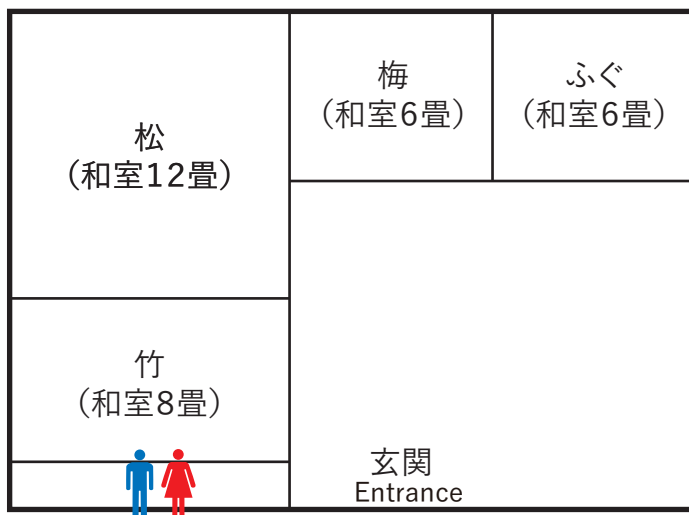 松
(和室12畳)
梅
(和室6畳)
ふぐ
(和室6畳)
竹
(和室8畳)
玄関
Entrance